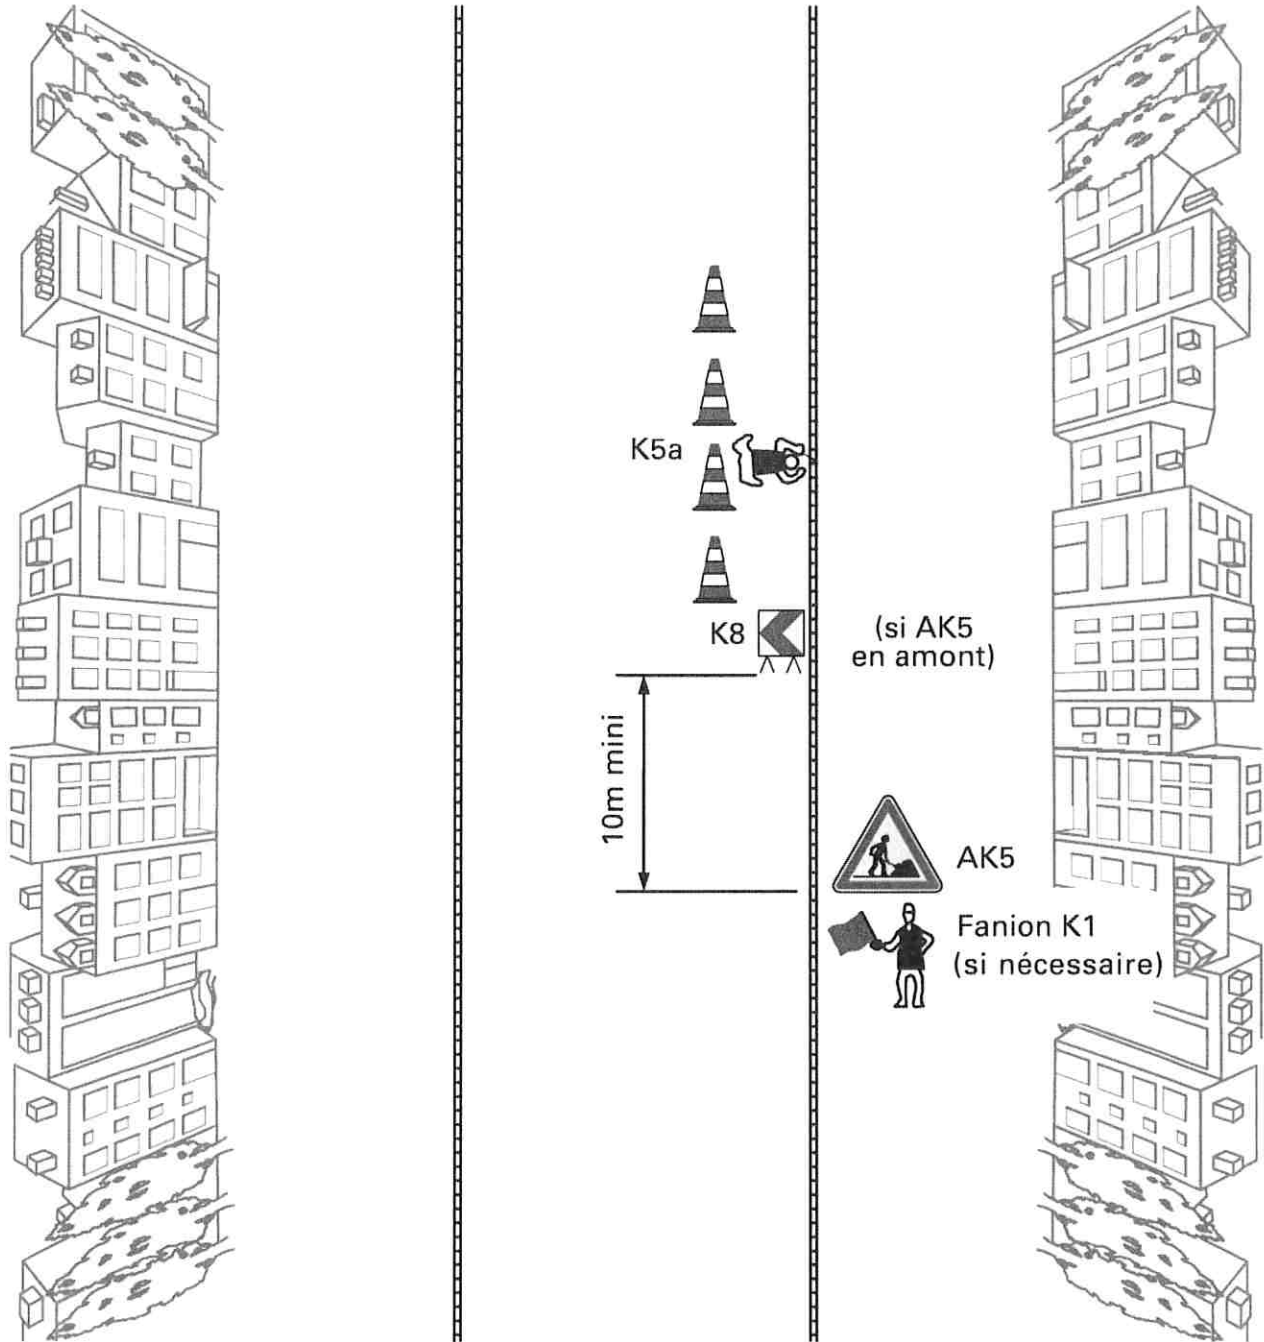 K5a
K8
(si AK5
en amont)
10m mini
AK5
Fanion K1
(si nécessaire)